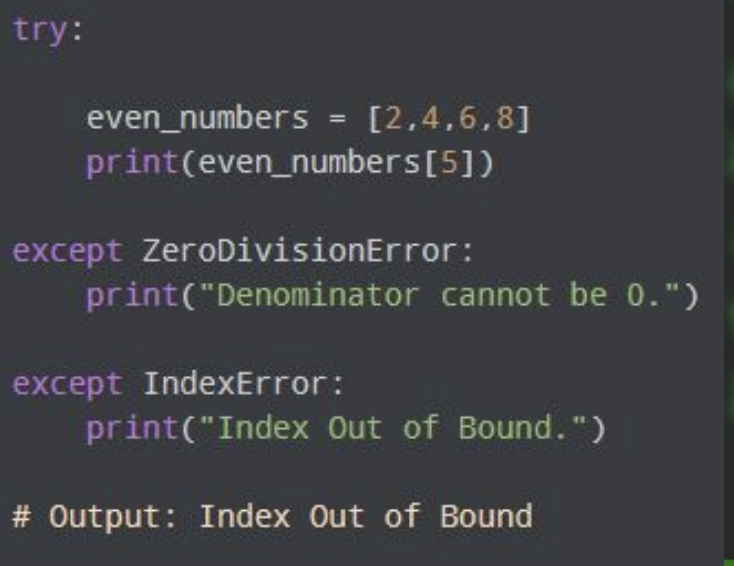 try:
    even_numbers = [2,4,6,8]
    print(even_numbers[5])
except ZeroDivisionError:
    print("Denominator cannot be 0.")
except IndexError:
    print("Index Out of Bound.")
# Output: Index Out of Bound